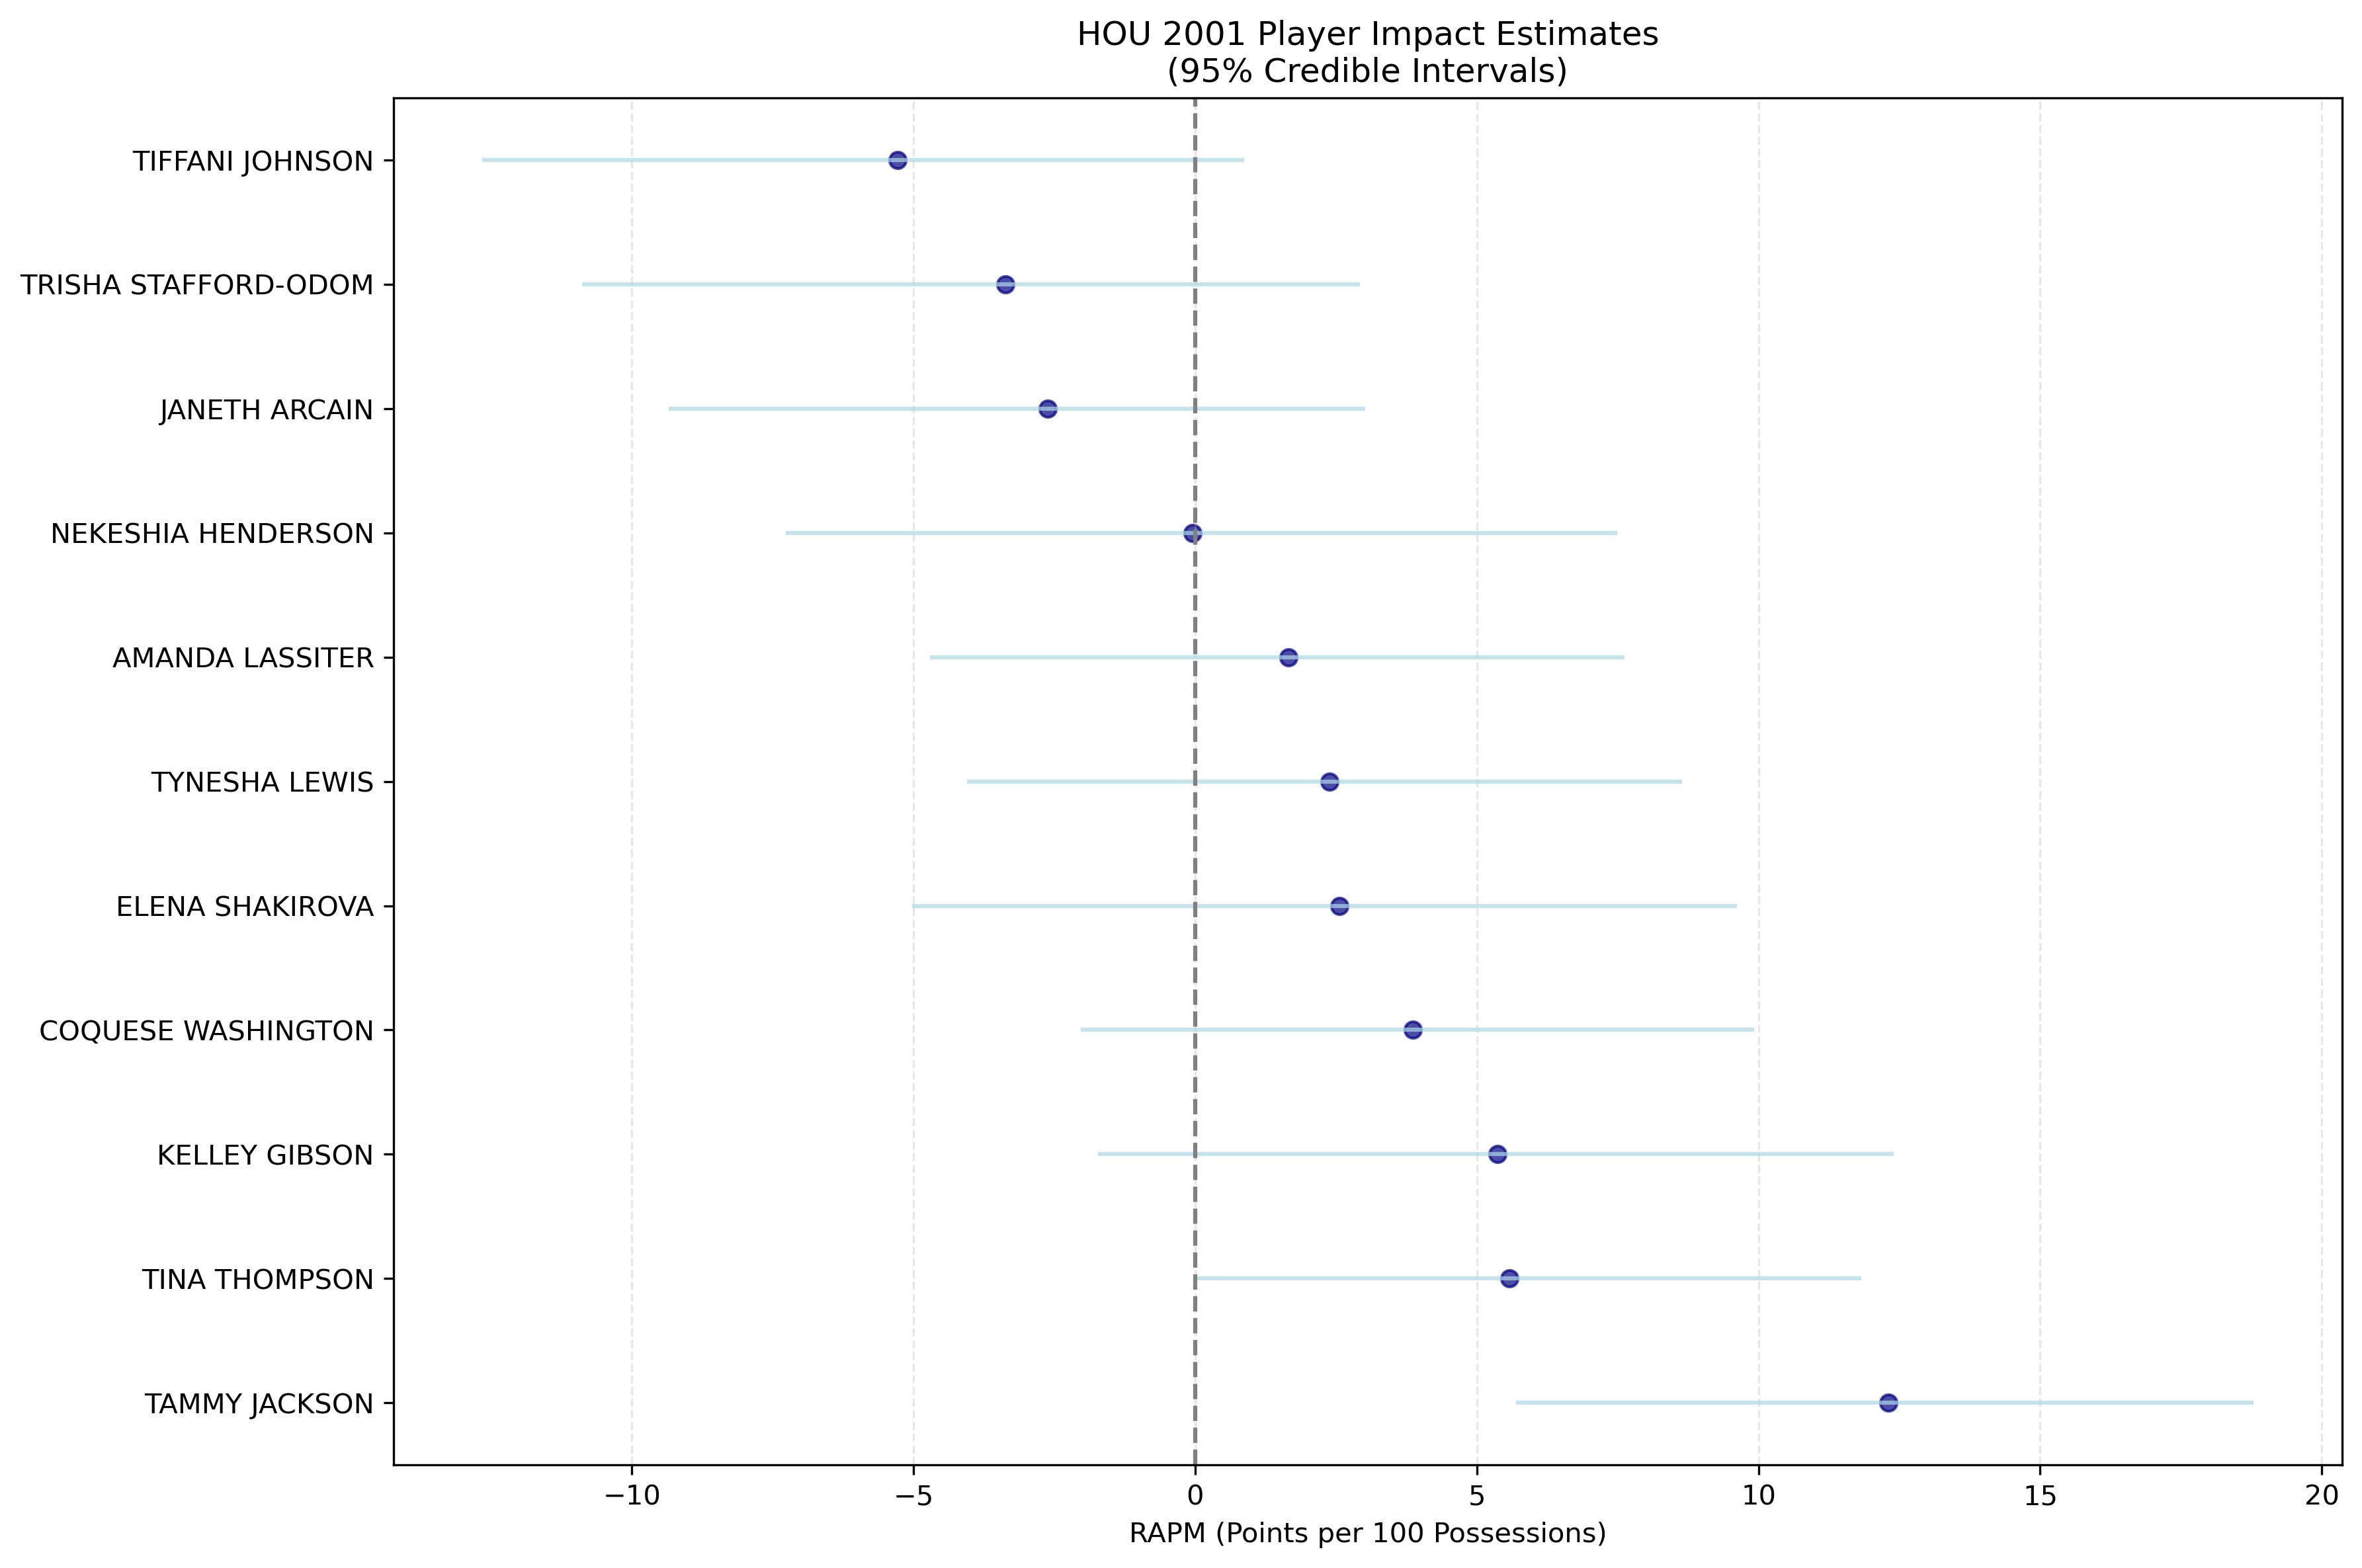 HOU 2001 Player Impact Estimates
(95% Credible Intervals)
TIFFANI JOHNSON
TRISHA STAFFORD-ODOM
JANETH ARCAIN
NEKESHIA HENDERSON
AMANDA LASSITER
TYNESHA LEWIS
ELENA SHAKIROVA
COQUESE WASHINGTON
KELLEY GIBSON
TINA THOMPSON
TAMMY JACKSON
−10 −5 0 5 10 15 20
RAPM (Points per 100 Possessions)